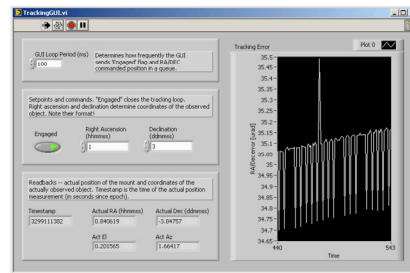 TrackingGUI.vi
GUI Loop Period (ms)
100
Determines how frequently the GUI
sends 'Engaged' flag and RA/DEC
commanded position in a queue.
Setpoints and commands. "Engaged" closes the tracking loop.
Right ascension and declination determine coordinates of the observed
object. Note their format!
Engaged
Right Ascension
(hhmmss)
1
Declination
(ddmmss)
3
Readbacks -- actual position of the mount and coordinates of the
actually observed object. Timestamp is the time of the actual position
measurement (in seconds since epoch).
Timestamp
3299111382
Actual RA (hhmmss)
0.840619
Actual Dec (ddmmss)
-3.84757
Act El
0.201565
Act Az
1.66417
Tracking Error
Plot 0
RA/Dec error [urad]
35.5
35.45
35.4
35.35
35.3
35.25
35.2
35.15
35.1
35.05
35
34.95
34.9
34.85
34.8
34.75
34.7
34.65
440
543
Time